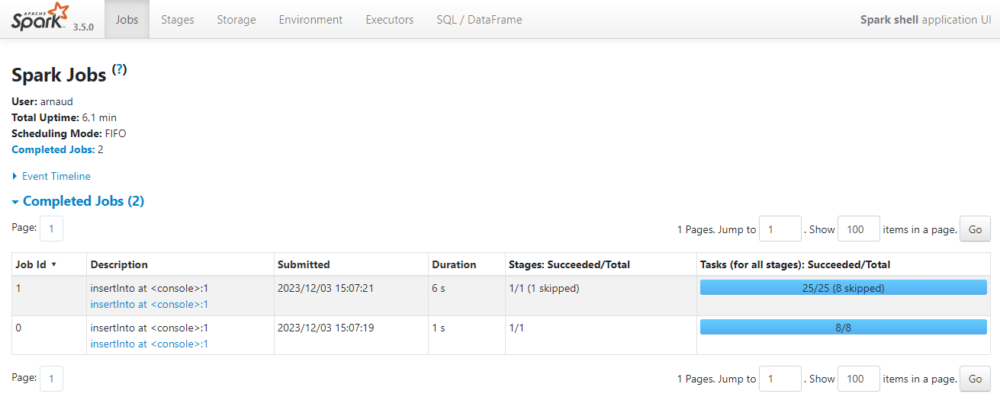 APACHE Spark 3.5.0 Jobs Stages Storage Environment Executors SQL / DataFrame Spark shell application UI
Spark Jobs (?)
User: arnaud
Total Uptime: 6,1 min
Scheduling Mode: FIFO
Completed Jobs: 2
Event Timeline
Completed Jobs (2)
Page: 1 1 Pages. Jump to 1 . Show 100 items in a page. Go
Job Id ▾ Description Submitted Duration Stages: Succeeded/Total Tasks (for all stages): Succeeded/Total
1 insertInto at <console>:1 2023/12/03 15:07:21 6 s 1/1 (1 skipped) 25/25 (8 skipped)
insertInto at <console>:1
0 insertInto at <console>:1 2023/12/03 15:07:19 1 s 1/1 8/8
insertInto at <console>:1
Page: 1 1 Pages. Jump to 1 . Show 100 items in a page. Go